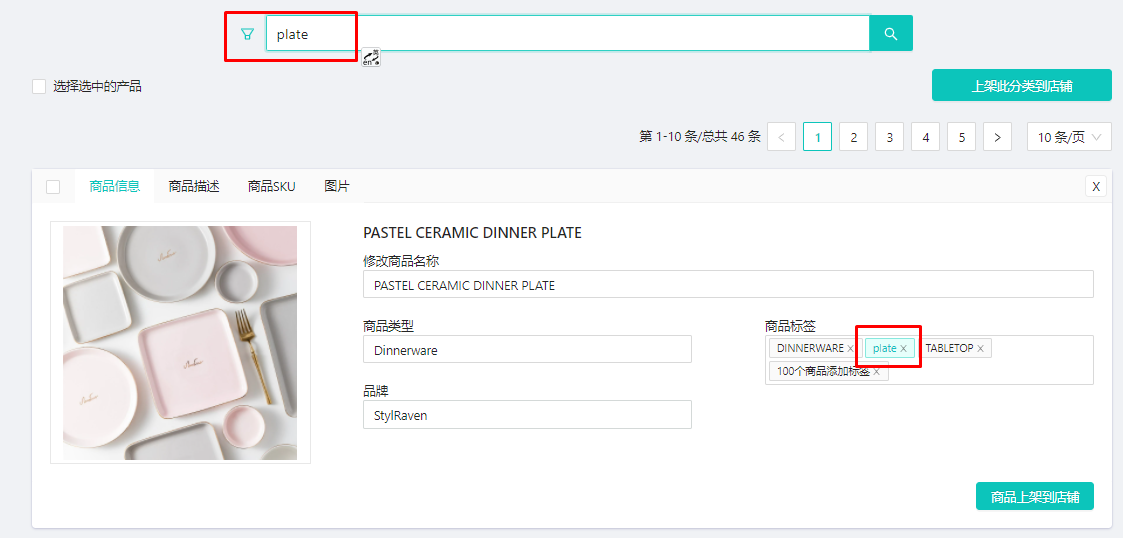 plate
选择选中的产品
上架此分类到店铺
第 1-10 条/总共 46 条 < 1 2 3 4 5 > 10 条/页
商品信息 商品描述 商品SKU 图片 X
PASTEL CERAMIC DINNER PLATE
修改商品名称
PASTEL CERAMIC DINNER PLATE
商品类型
Dinnerware
商品标签
DINNERWARE x plate x TABLETOP x
100个商品添加标签 x
品牌
StylRaven
商品上架到店铺